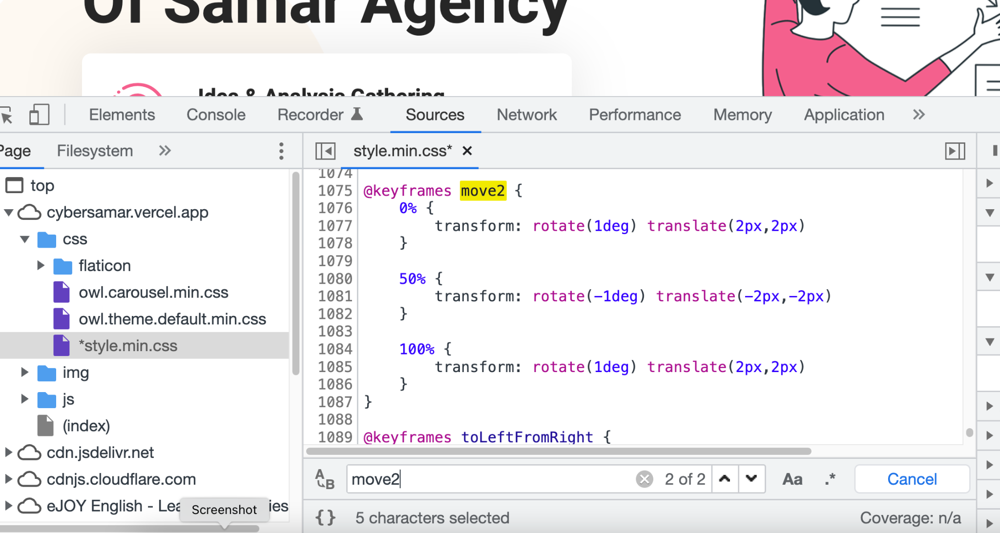 Of Samar Agency
Idea & Analysis Gathering
Elements Console Recorder Sources Network Performance Memory Application »
Page Filesystem »
style.min.css* ×
top
cybersamar.vercel.app
css
flaticon
owl.carousel.min.css
owl.theme.default.min.css
*style.min.css
img
js
(index)
cdn.jsdelivr.net
cdnjs.cloudflare.com
eJOY English - Lea
ies
Screenshot
1074
1075 @keyframes move2 {
1076 0% {
1077 transform: rotate(1deg) translate(2px,2px)
1078 }
1079
1080 50% {
1081 transform: rotate(-1deg) translate(-2px,-2px)
1082 }
1083
1084 100% {
1085 transform: rotate(1deg) translate(2px,2px)
1086 }
1087 }
1088
1089 @keyframes toLeftFromRight {
A B move2 2 of 2 Aa .* Cancel
{} 5 characters selected Coverage: n/a